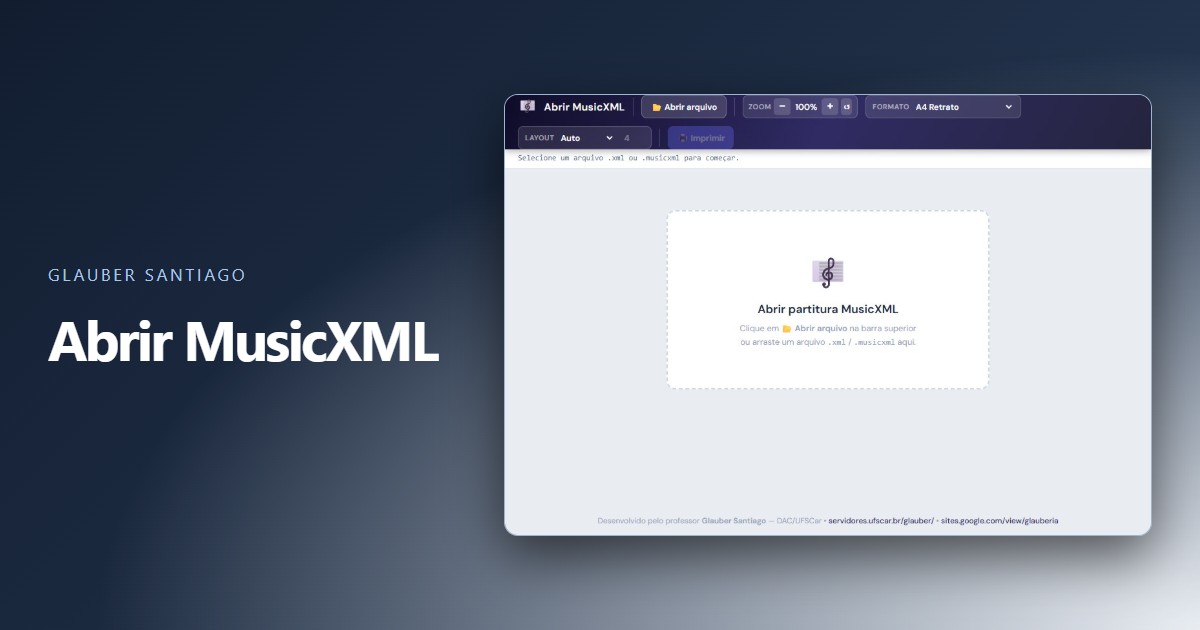 GLAUBER SANTIAGO
Abrir MusicXML
Abrir MusicXML
Abrir arquivo
ZOOM − 100% +
FORMATO A4 Retrato
LAYOUT Auto 4
Imprimir
Selecione um arquivo .xml ou .musicxml para começar.
Abrir partitura MusicXML
Clique em Abrir arquivo na barra superior
ou arraste um arquivo .xml / .musicxml aqui.
Desenvolvido pelo professor Glauber Santiago — DAC/UFSCar • servidores.ufscar.br/glauber/ • sites.google.com/view/glauberia